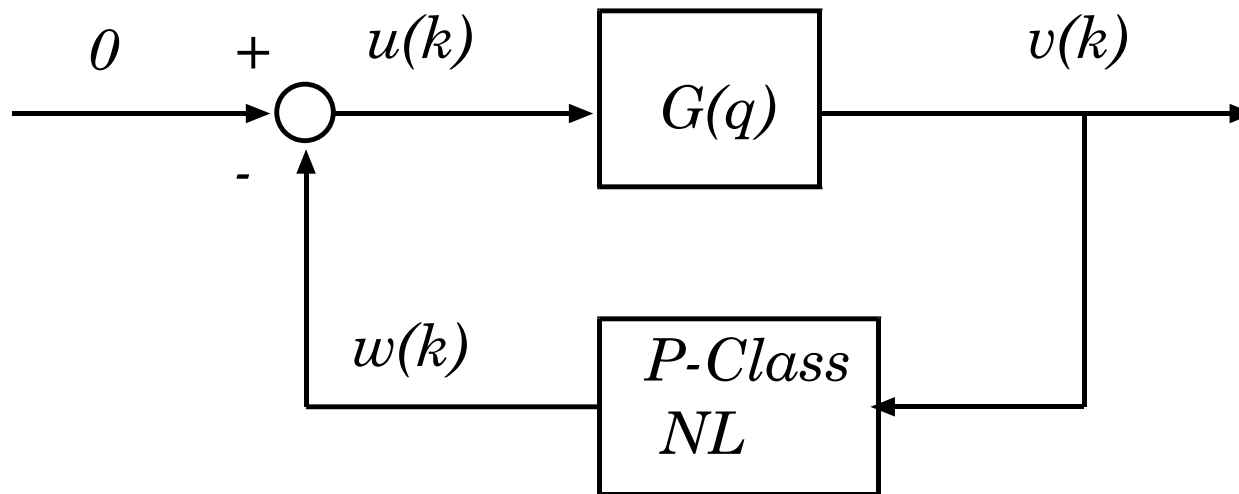 0 + u(k) v(k)
G(q)
-
w(k)
P-Class
NL